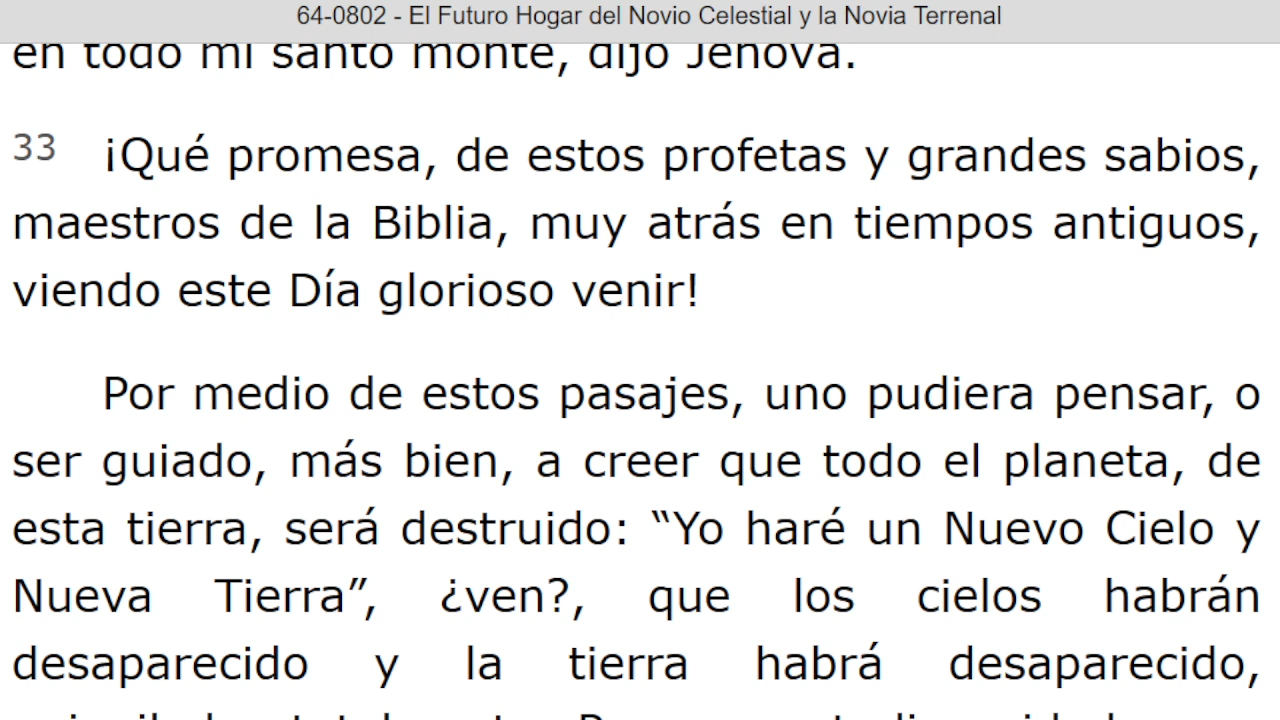 64-0802 - El Futuro Hogar del Novio Celestial y la Novia Terrenal
en todo mi santo monte, dijo Jehová.
33 ¡Qué promesa, de estos profetas y grandes sabios,
maestros de la Biblia, muy atrás en tiempos antiguos,
viendo este Día glorioso venir!
Por medio de estos pasajes, uno pudiera pensar, o
ser guiado, más bien, a creer que todo el planeta, de
esta tierra, será destruido: “Yo haré un Nuevo Cielo y
Nueva Tierra”, ¿ven?, que los cielos habrán
desaparecido y la tierra habrá desaparecido,